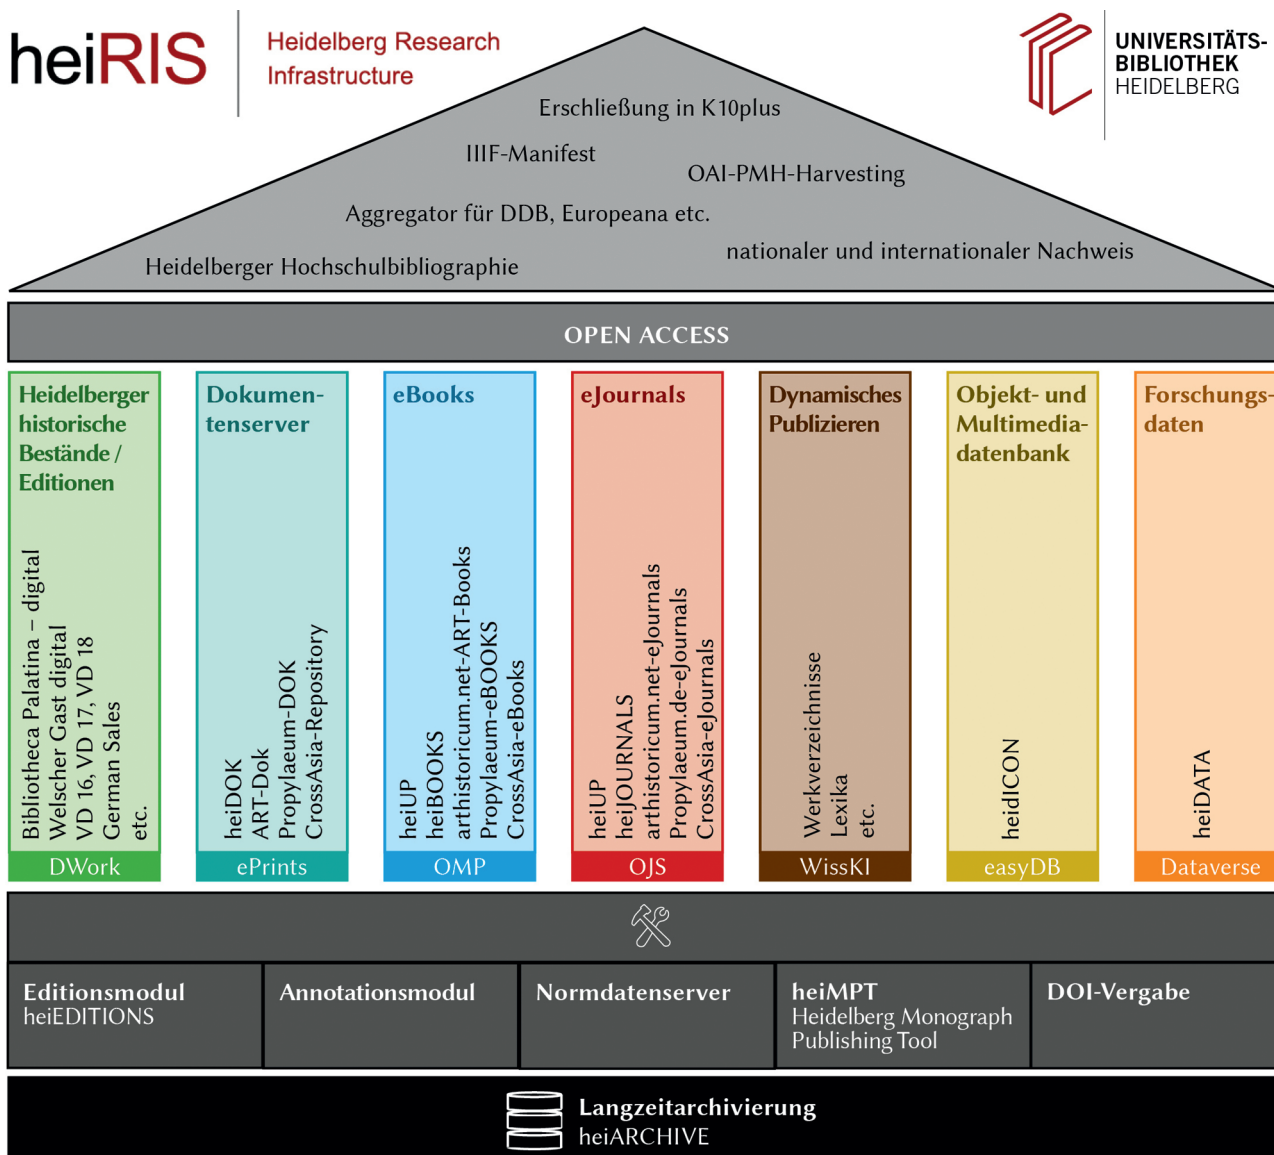 heiRIS
Heidelberg Research
Infrastructure
UNIVERSITÄTS-
BIBLIOTHEK
HEIDELBERG
Erschließung in K10plus
IIIF-Manifest
OAI-PMH-Harvesting
Aggregator für DDB, Europeana etc.
nationaler und internationaler Nachweis
Heidelberger Hochschulbibliographie
OPEN ACCESS
Heidelberger
historische
Bestände /
Editionen
Bibliotheca Palatina – digital
Welscher Gast digital
VD 16, VD 17, VD 18
German Sales
etc.
DWork
Dokumen-
tenserver
heiDOK
ART-Dok
Propylaeum-DOK
CrossAsia-Repository
ePrints
eBooks
heiUP
heiBOOKS
arthistoricum.net-ART-Books
Propylaeum-eBOOKS
CrossAsia-eBooks
OMP
eJournals
heiUP
heiJOURNALS
arthistoricum.net-eJournals
Propylaeum.de-eJournals
CrossAsia-eJournals
OJS
Dynamisches
Publizieren
Werkverzeichnisse
Lexika
etc.
WissKI
Objekt- und
Multimedia-
datenbank
heidICON
easyDB
Forschungs-
daten
heiDATA
Dataverse
Editionsmodul
heiEDITIONS
Annotationsmodul
Normdatenserver
heiMPT
Heidelberg Monograph
Publishing Tool
DOI-Vergabe
Langzeitarchivierung
heiARCHIVE